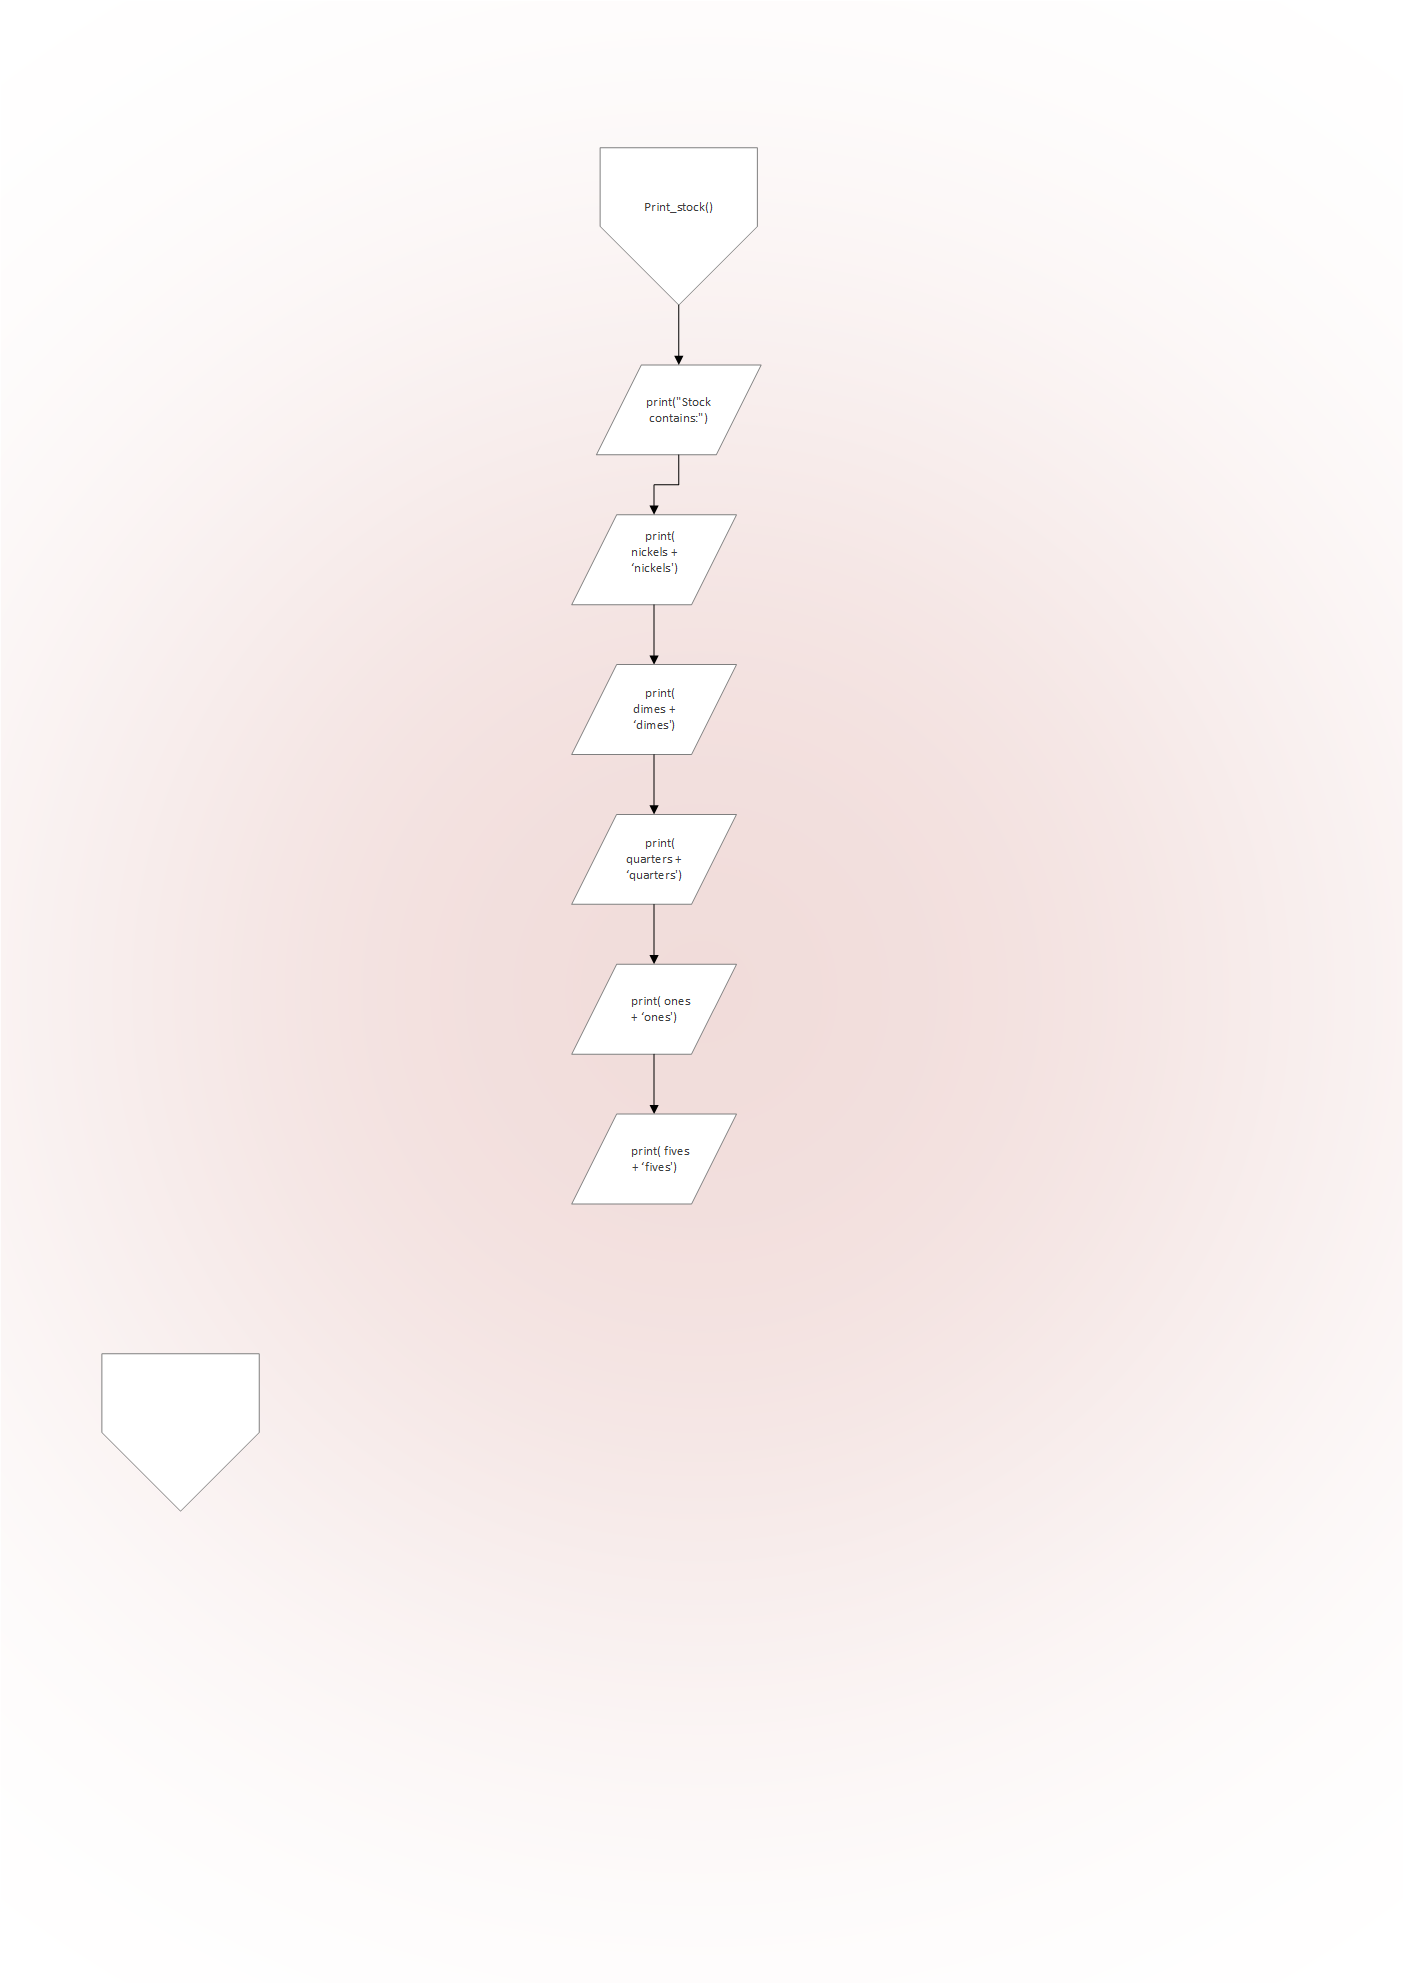 Print_stock()
print("Stock
contains:")
print(
nickels +
‘nickels')
print(
dimes +
‘dimes')
print(
quarters +
‘quarters')
print( ones
+ ‘ones')
print( fives
+ ‘fives')